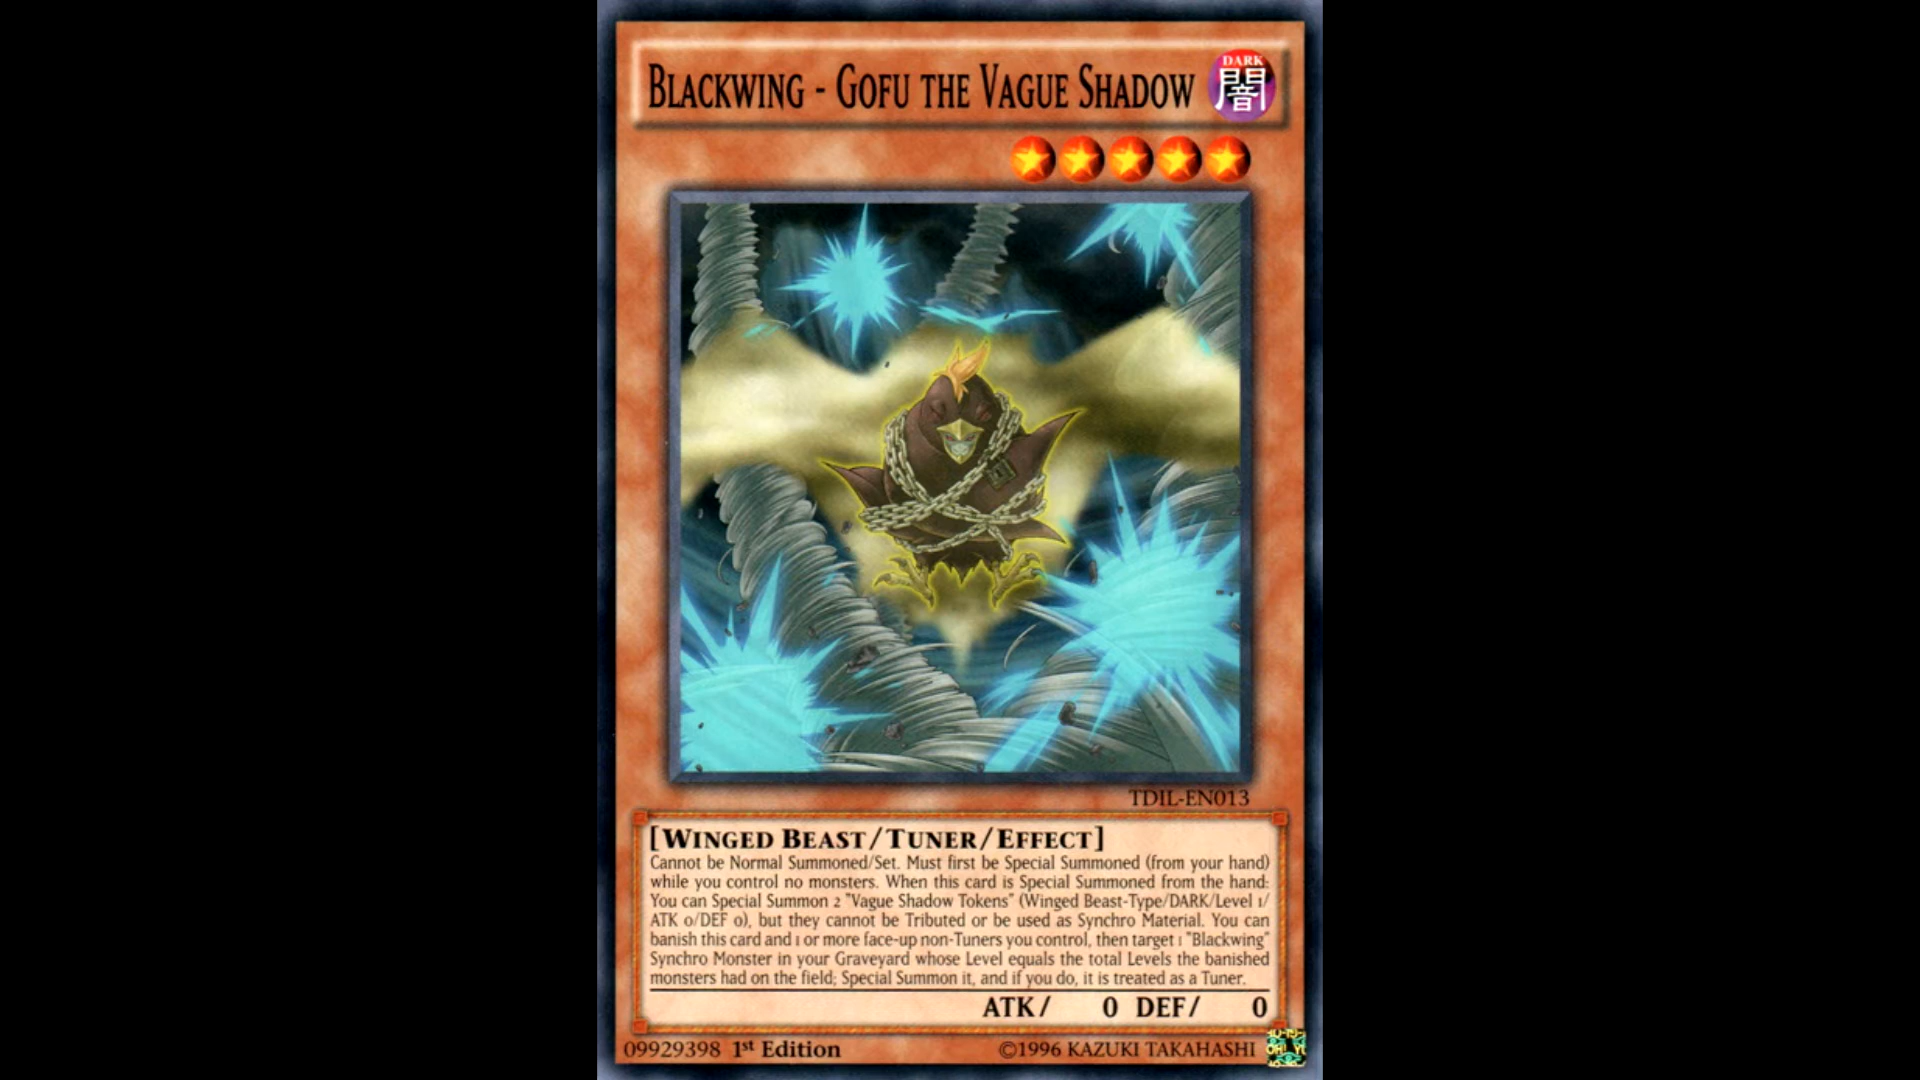 BLACKWING - GOFU THE VAGUE SHADOW
DARK
闇
TDIL-EN013
[WINGED BEAST/TUNER/EFFECT]
Cannot be Normal Summoned/Set. Must first be Special Summoned (from your hand)
while you control no monsters. When this card is Special Summoned from the hand:
You can Special Summon 2 "Vague Shadow Tokens" (Winged Beast-Type/DARK/Level 1/
ATK 0/DEF 0), but they cannot be Tributed or be used as Synchro Material. You can
banish this card and 1 or more face-up non-Tuners you control, then target 1 "Blackwing"
Synchro Monster in your Graveyard whose Level equals the total Levels the banished
monsters had on the field; Special Summon it, and if you do, it is treated as a Tuner.
ATK/ 0 DEF/ 0
09929398 1st Edition ©1996 KAZUKI TAKAHASHI